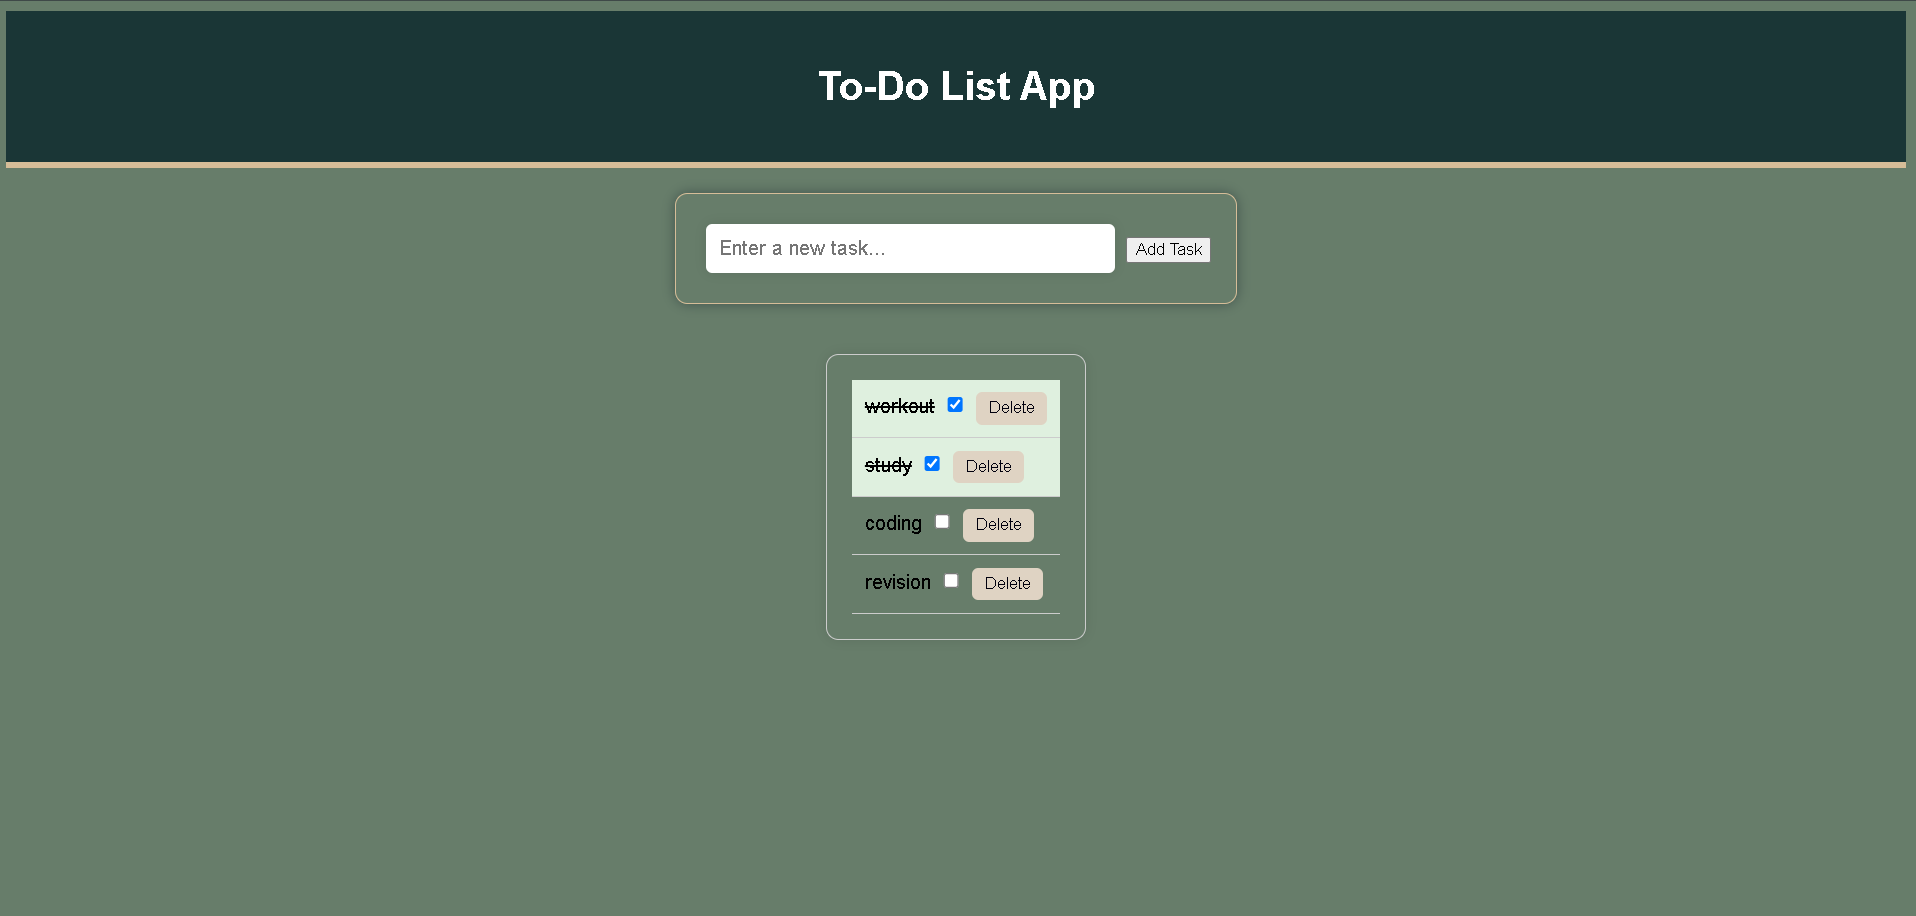 To-Do List App
Enter a new task... Add Task
workout Delete
study Delete
coding Delete
revision Delete